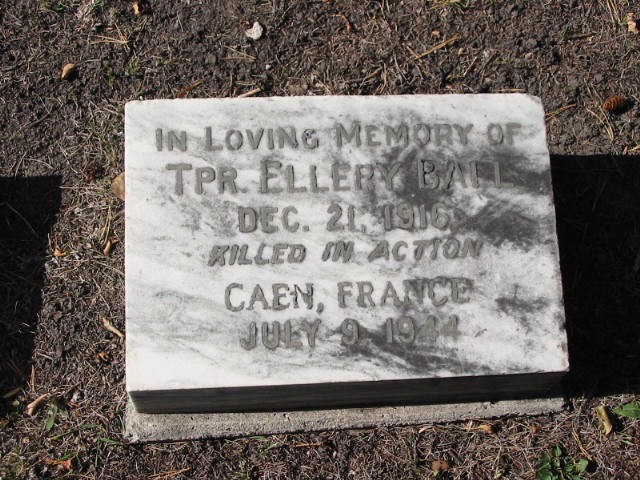 IN LOVING MEMORY OF
TPR. ELLERY BALL
DEC. 21, 1916
KILLED IN ACTION
CAEN, FRANCE
JULY 9, 1944